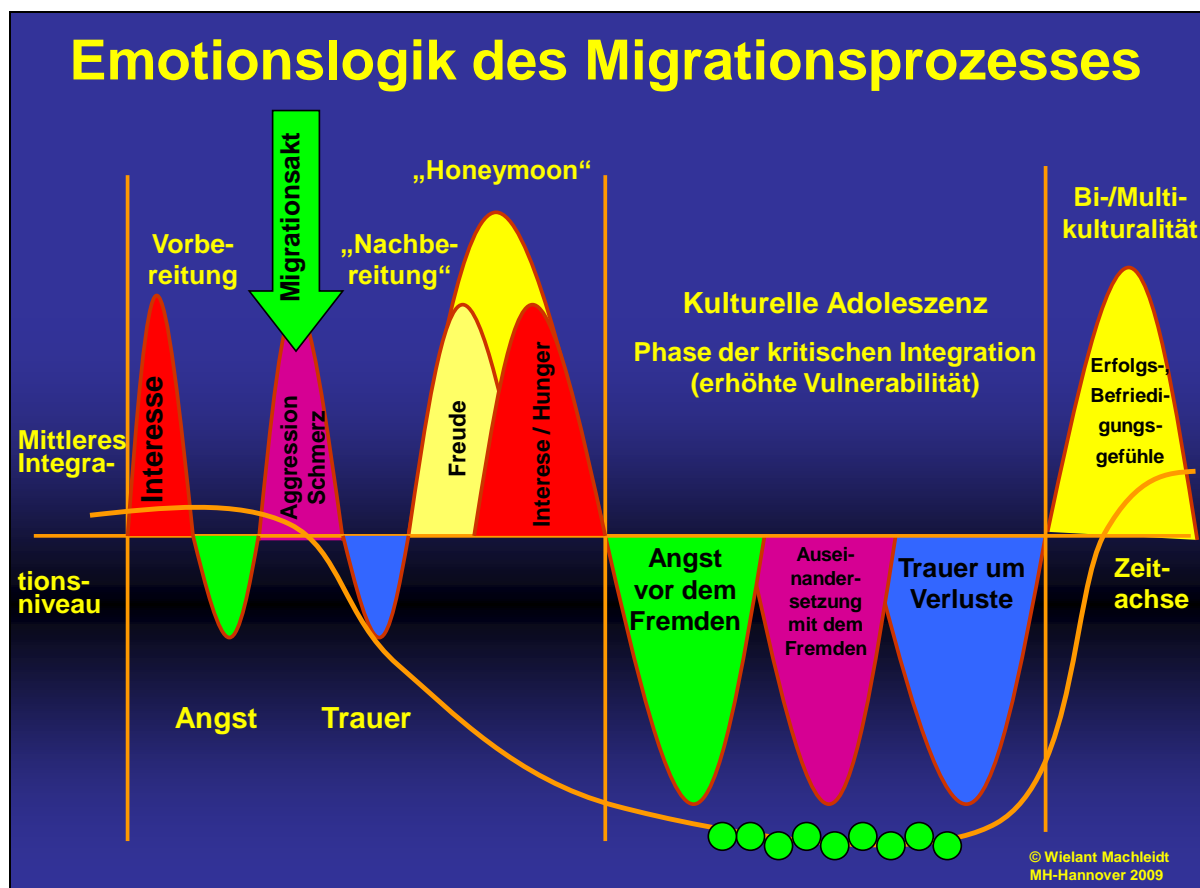 Emotionslogik des Migrationsprozesses
Migrationsakt
„Honeymoon“
Vorbe-
reitung
„Nachbe-
reitung“
Bi-/Multi-
kulturalität
Kulturelle Adoleszenz
Phase der kritischen Integration
(erhöhte Vulnerabilität)
Interesse
Aggression
Schmerz
Freude
Interese / Hunger
Erfolgs-,
Befriedi-
gungs-
gefühle
Mittleres
Integra-
tions-
niveau
Angst
vor dem
Fremden
Ausei-
nander-
setzung
mit dem
Fremden
Trauer um
Verluste
Zeit-
achse
Angst
Trauer
© Wielant Machleidt
MH-Hannover 2009